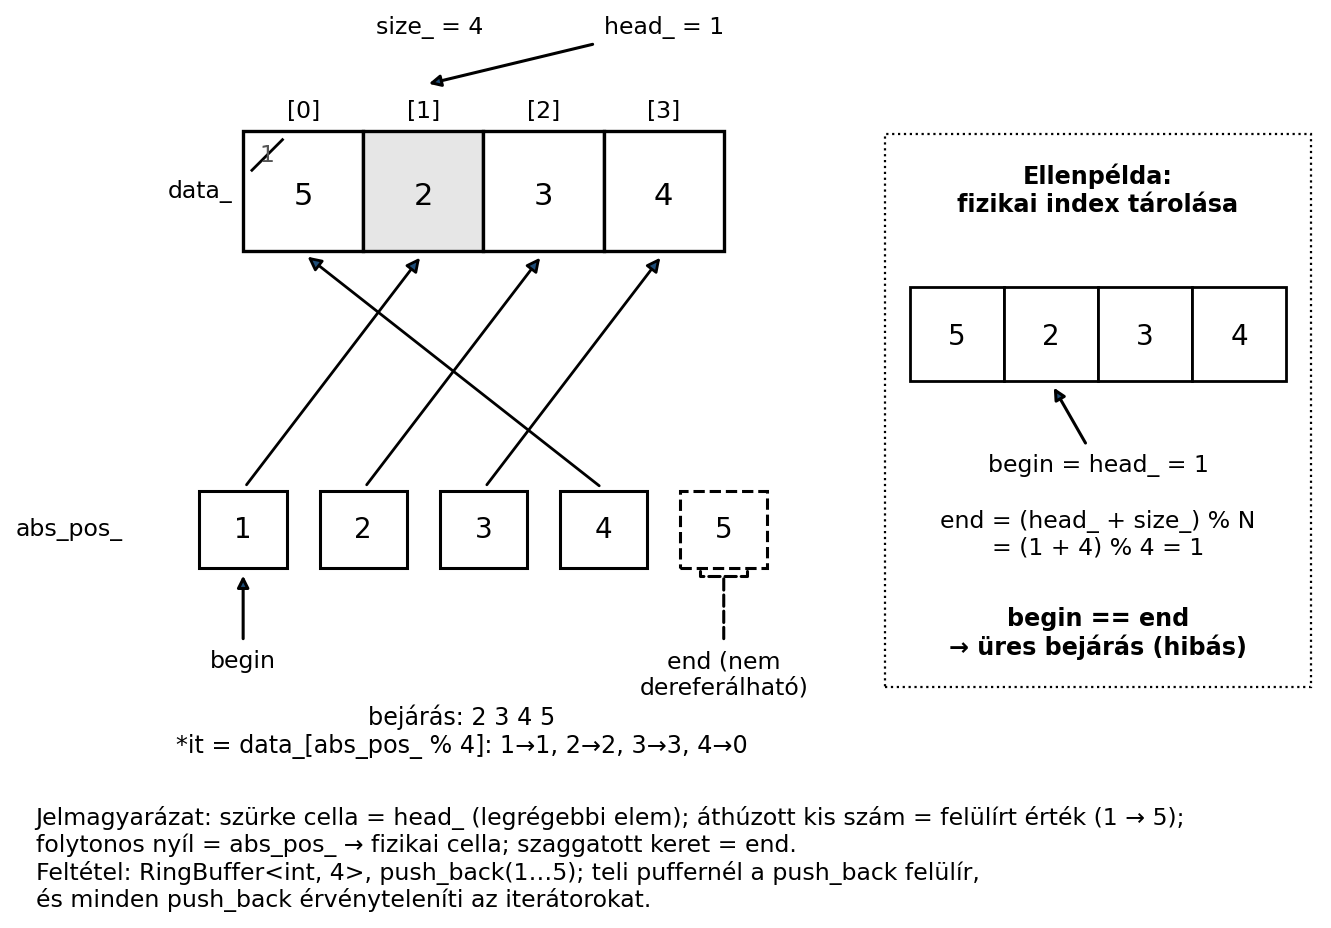 size_ = 4
head_ = 1
[0] [1] [2] [3]
data_
1
5 2 3 4
abs_pos_
1 2 3 4 5
begin
end (nem
dereferálható)
bejárás: 2 3 4 5
*it = data_[abs_pos_ % 4]: 1→1, 2→2, 3→3, 4→0
Ellenpélda:
fizikai index tárolása
5 2 3 4
begin = head_ = 1
end = (head_ + size_) % N
= (1 + 4) % 4 = 1
begin == end
→ üres bejárás (hibás)
Jelmagyarázat: szürke cella = head_ (legrégebbi elem); áthúzott kis szám = felülírt érték (1 → 5);
folytonos nyíl = abs_pos_ → fizikai cella; szaggatott keret = end.
Feltétel: RingBuffer<int, 4>, push_back(1…5); teli puffernél a push_back felülír,
és minden push_back érvényteleníti az iterátorokat.